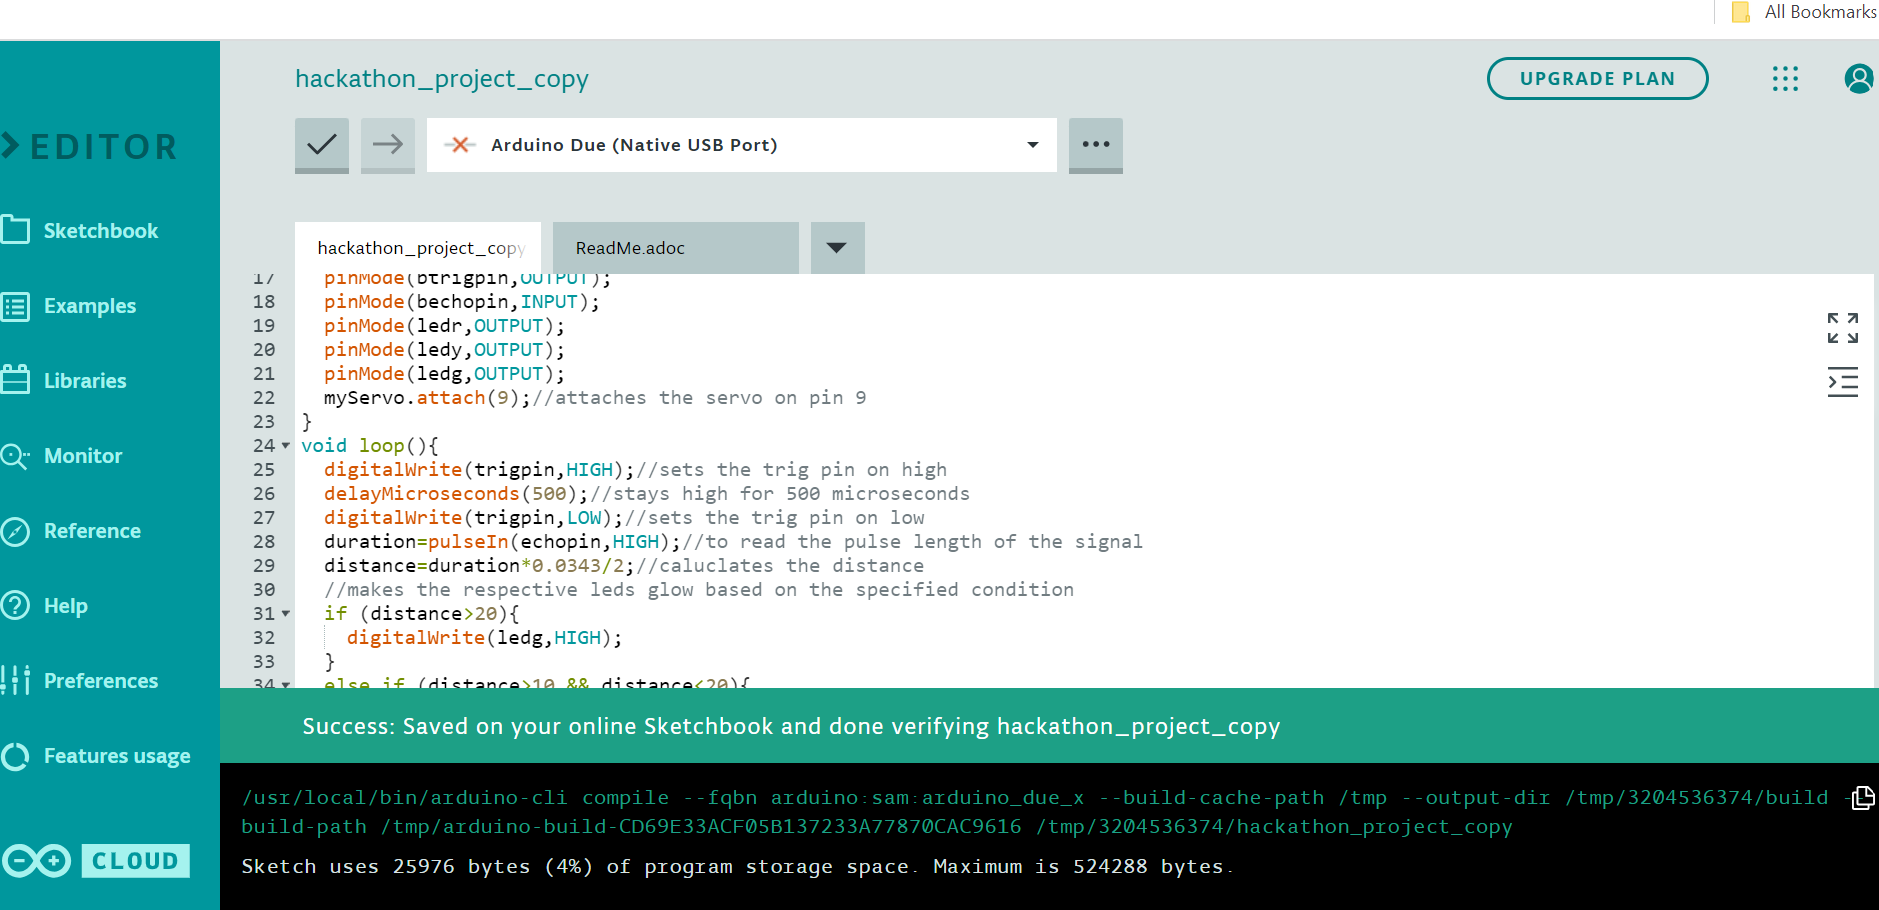 All Bookmarks
hackathon_project_copy
UPGRADE PLAN
EDITOR
Arduino Due (Native USB Port)
Sketchbook
Examples
Libraries
Monitor
Reference
Help
Preferences
Features usage
CLOUD
hackathon_project_copy
ReadMe.adoc
17 pinMode(btrigpin,OUTPUT);
18 pinMode(bechopin,INPUT);
19 pinMode(ledr,OUTPUT);
20 pinMode(ledy,OUTPUT);
21 pinMode(ledg,OUTPUT);
22 myServo.attach(9);//attaches the servo on pin 9
23 }
24 void loop(){
25 digitalWrite(trigpin,HIGH);//sets the trig pin on high
26 delayMicroseconds(500);//stays high for 500 microseconds
27 digitalWrite(trigpin,LOW);//sets the trig pin on low
28 duration=pulseIn(echopin,HIGH);//to read the pulse length of the signal
29 distance=duration*0.0343/2;//caluclates the distance
30 //makes the respective leds glow based on the specified condition
31 if (distance>20){
32 digitalWrite(ledg,HIGH);
33 }
34 else if (distance>10 && distance<20){
Success: Saved on your online Sketchbook and done verifying hackathon_project_copy
/usr/local/bin/arduino-cli compile --fqbn arduino:sam:arduino_due_x --build-cache-path /tmp --output-dir /tmp/3204536374/build -
build-path /tmp/arduino-build-CD69E33ACF05B137233A77870CAC9616 /tmp/3204536374/hackathon_project_copy
Sketch uses 25976 bytes (4%) of program storage space. Maximum is 524288 bytes.